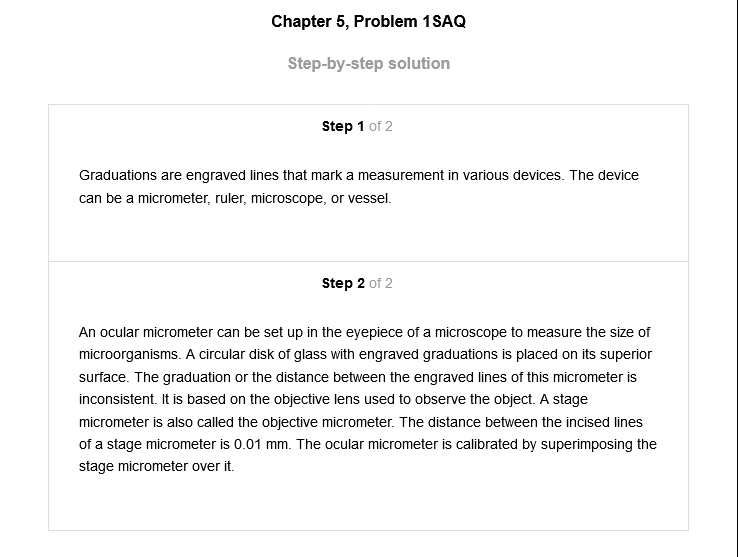 Chapter 5, Problem 1SAQ
Step-by-step solution
Step 1 of 2
Graduations are engraved lines that mark a measurement in various devices. The device
can be a micrometer, ruler, microscope, or vessel.
Step 2 of 2
An ocular micrometer can be set up in the eyepiece of a microscope to measure the size of
microorganisms. A circular disk of glass with engraved graduations is placed on its superior
surface. The graduation or the distance between the engraved lines of this micrometer is
inconsistent. It is based on the objective lens used to observe the object. A stage
micrometer is also called the objective micrometer. The distance between the incised lines
of a stage micrometer is 0.01 mm. The ocular micrometer is calibrated by superimposing the
stage micrometer over it.